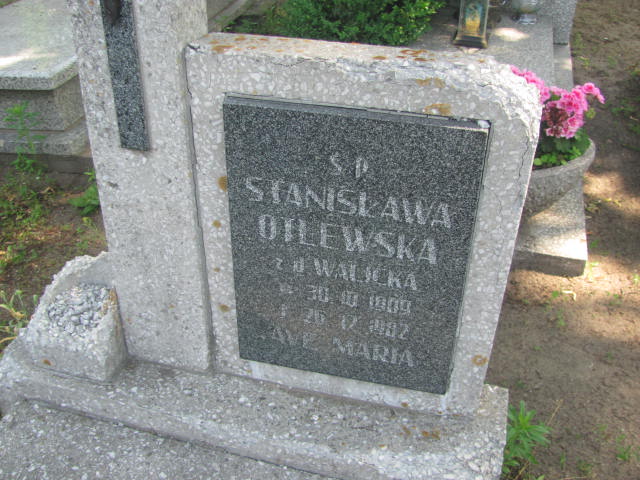 S P
STANISŁAWA
OTLEWSKA
z d WALICKA
30 10 1909
26 12 1982
AVE MARIA